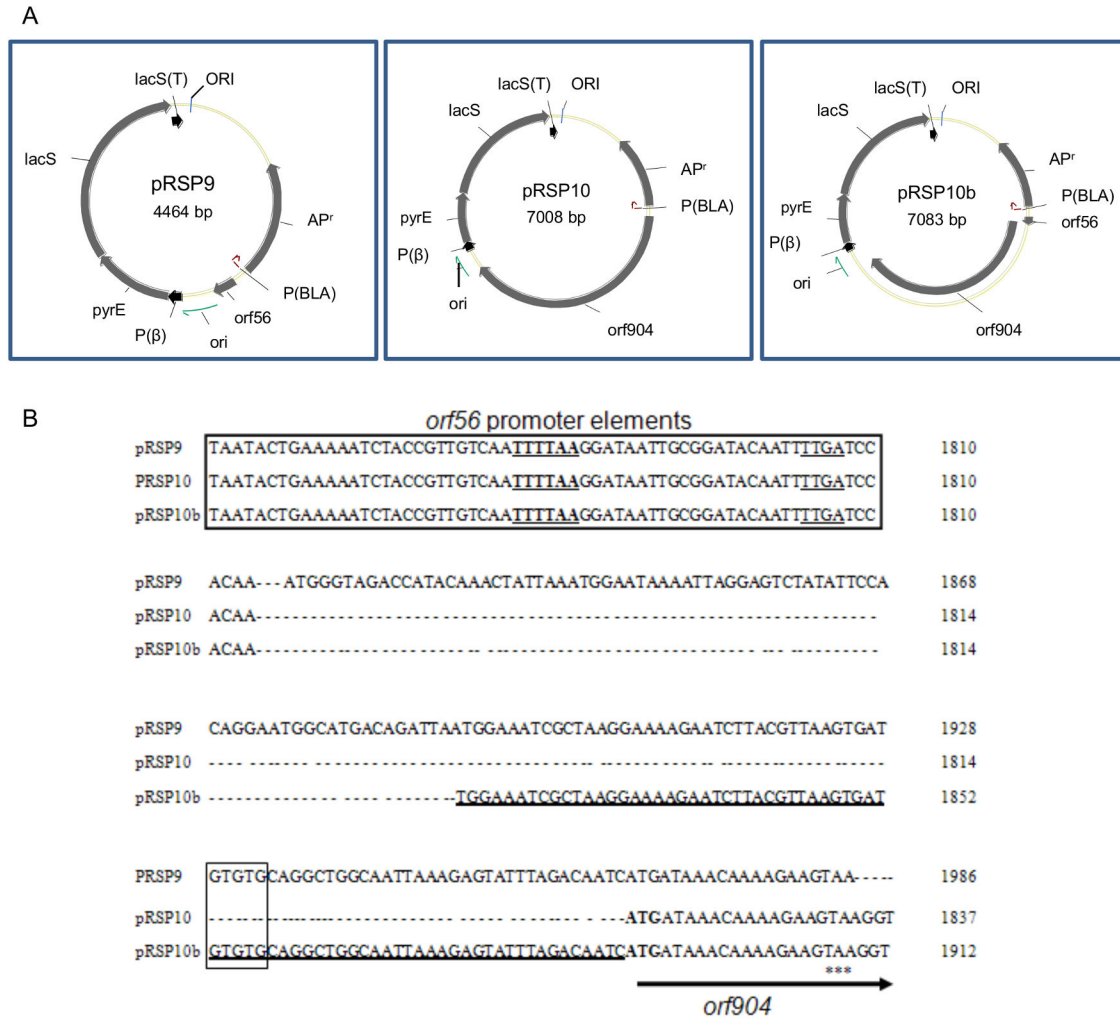 A
lacS(T) ORI
lacS
pRSP9
4464 bp
APr
P(BLA)
pyrE
orf56
P(β)
ori
lacS(T) ORI
lacS
APr
pRSP10
7008 bp
P(BLA)
pyrE
P(β)
ori
orf904
lacS(T) ORI
lacS
APr
pRSP10b
7083 bp
P(BLA)
pyrE
orf56
P(β)
ori
orf904
B
orf56 promoter elements
pRSP9 TAATACTGAAAAATCTACCGTTGTCAATTTTAAGGATAATTGCGGATACAATTTTGATCC 1810
PRSP10 TAATACTGAAAAATCTACCGTTGTCAATTTTAAGGATAATTGCGGATACAATTTTGATCC 1810
pRSP10b TAATACTGAAAAATCTACCGTTGTCAATTTTAAGGATAATTGCGGATACAATTTTGATCC 1810
pRSP9 ACAA---ATGGGTAGACCATACAAACTATTAAATGGAATAAAATTAGGAGTCTATATTCCA 1868
pRSP10 ACAA-------------------------------------------------------- 1814
pRSP10b ACAA-------------------------------------------------------- 1814
pRSP9 CAGGAATGGCATGACAGATTAATGGAAATCGCTAAGGAAAAGAATCTTACGTTAAGTGAT 1928
pRSP10 ------------------------------------------------------------ 1814
pRSP10b ----------------------TGGAAATCGCTAAGGAAAAGAATCTTACGTTAAGTGAT 1852
PRSP9 GTGTGCAGGCTGGCAATTAAAGAGTATTTAGACAATCATGATAAACAAAAGAAGTAA----- 1986
pRSP10 -------------------------------------ATGATAAACAAAAGAAGTAAGGT 1837
pRSP10b GTGTGCAGGCTGGCAATTAAAGAGTATTTAGACAATCATGATAAACAAAAGAAGTAAGGT 1912
***
orf904